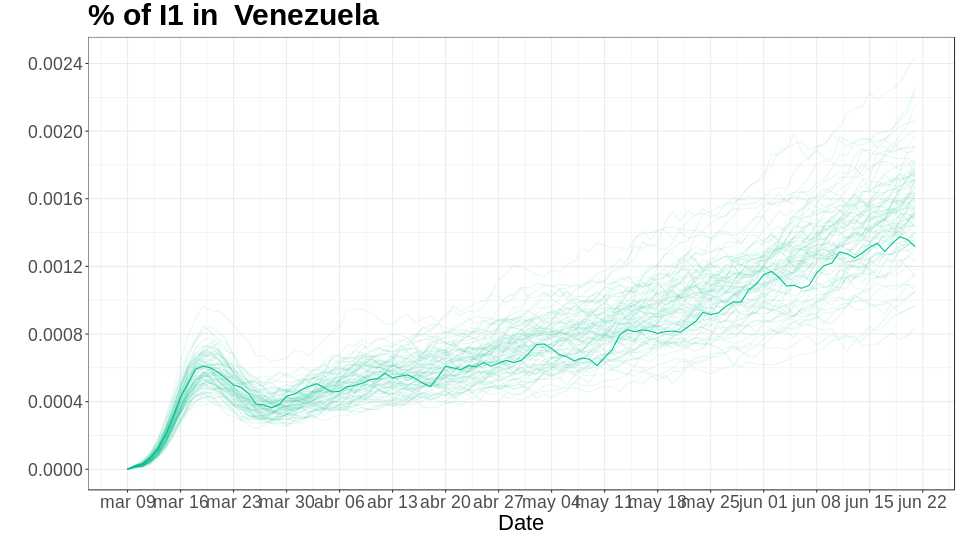 % of I1 in  Venezuela
0.0024
0.0020
0.0016
0.0012
0.0008
0.0004
0.0000
mar 09 mar 16 mar 23 mar 30 abr 06 abr 13 abr 20 abr 27 may 04 may 11 may 18 may 25 jun 01 jun 08 jun 15 jun 22
Date